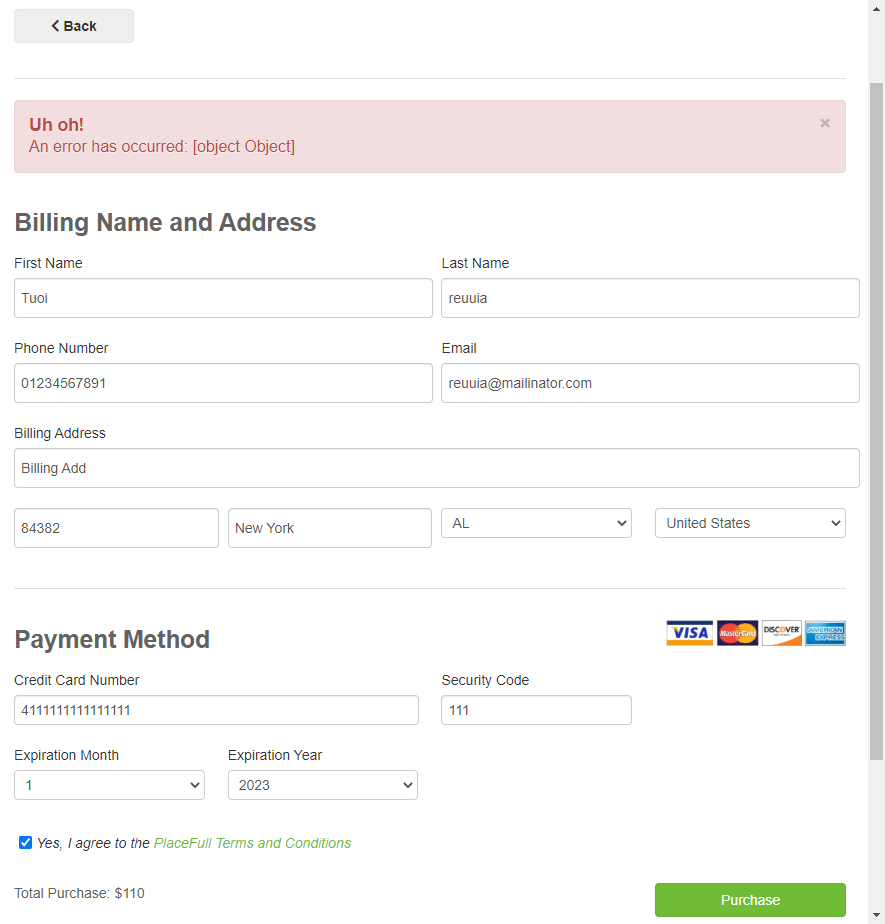 Back
Uh oh!
×
An error has occurred: [object Object]
Billing Name and Address
First Name
Last Name
Tuoi
reuuia
Phone Number
Email
01234567891
reuuia@mailinator.com
Billing Address
Billing Add
84382
New York
AL
United States
Payment Method
VISA
MasterCard
DISCOVER
AMERICAN EXPRESS
Credit Card Number
Security Code
4111111111111111
111
Expiration Month
Expiration Year
1
2023
Yes, I agree to the PlaceFull Terms and Conditions
Total Purchase: $110
Purchase